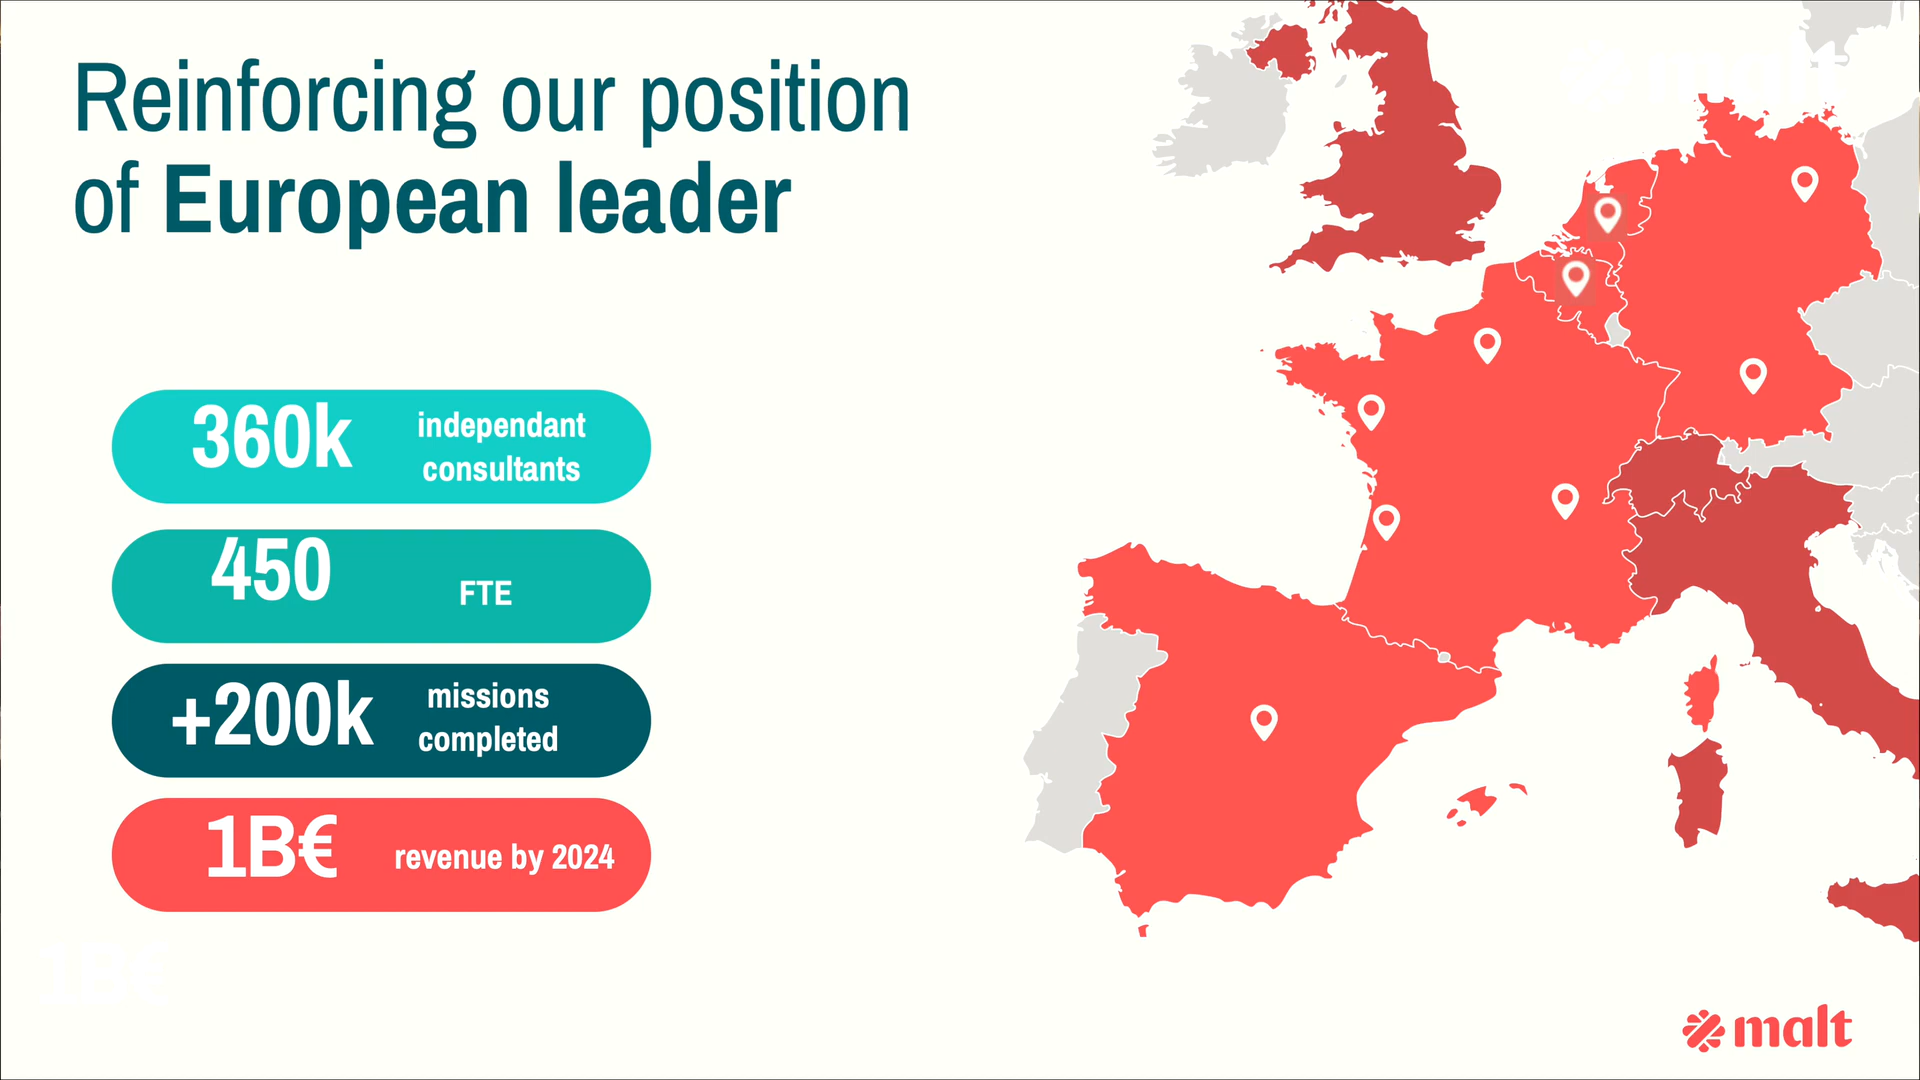 Reinforcing our position
of European leader
360k
independant
consultants
450
FTE
+200k
missions
completed
1B€
revenue by 2024
1B€
malt